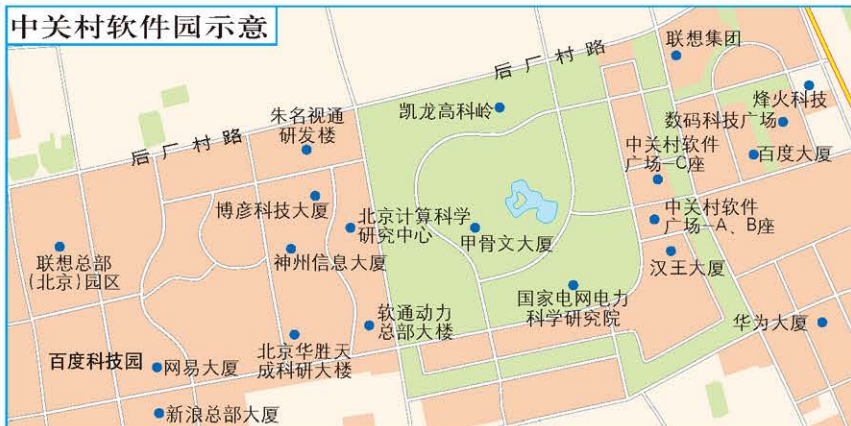 中关村软件园示意
后厂村路
联想集团
凯龙高科岭
烽火科技
朱名视通
研发楼
数码科技广场
后厂村路
中关村软件
广场—C座
百度大厦
博彦科技大厦
北京计算科学
研究中心
甲骨文大厦
中关村软件
广场—A、B座
联想总部
(北京)园区
神州信息大厦
汉王大厦
国家电网电力
科学研究院
软通动力
总部大楼
华为大厦
百度科技园
网易大厦
北京华胜天
成科研大楼
新浪总部大厦